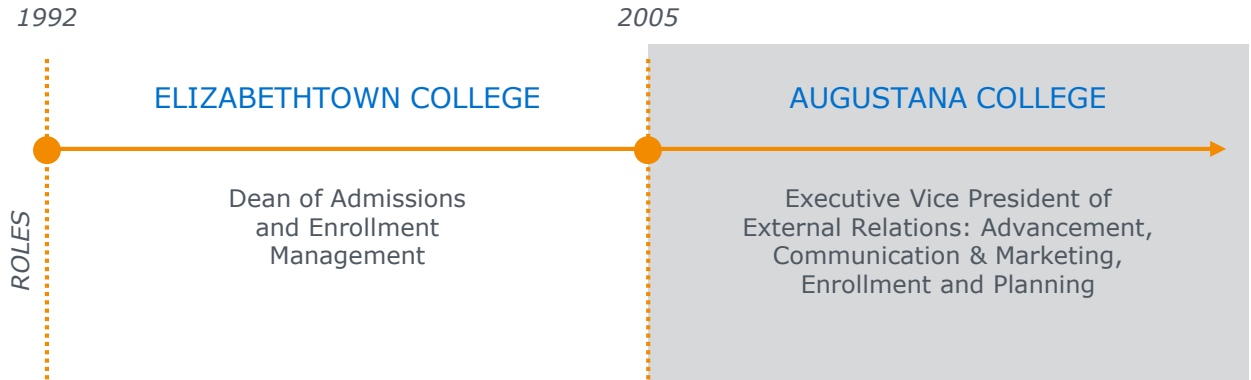 1992
2005
ELIZABETHTOWN COLLEGE
AUGUSTANA COLLEGE
ROLES
Dean of Admissions
and Enrollment
Management
Executive Vice President of
External Relations: Advancement,
Communication & Marketing,
Enrollment and Planning